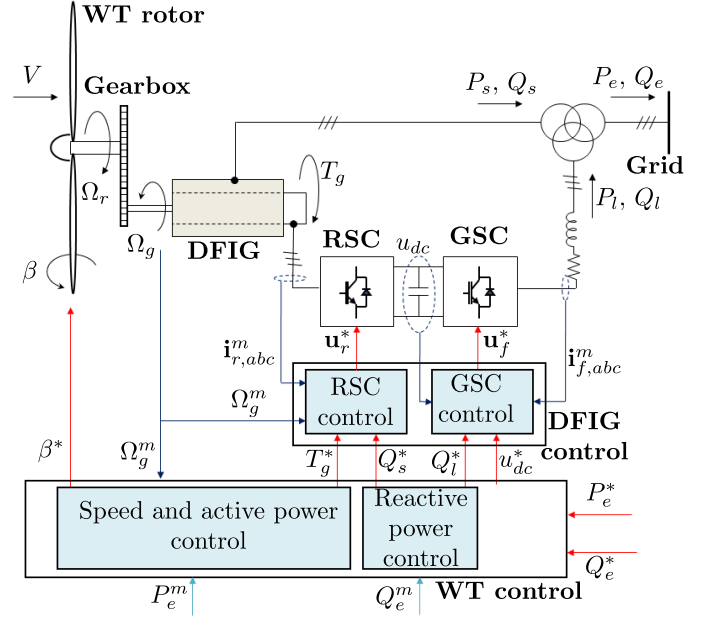 WT rotor
V
Gearbox
P_s, Q_s
P_e, Q_e
Grid
T_g
Ω_r
P_l, Q_l
Ω_g
DFIG
RSC
u_dc
GSC
β
i^m_{r,abc}
u^*_r
u^*_f
i^m_{f,abc}
RSC
control
GSC
control
Ω^m_g
DFIG
control
β^*
Ω^m_g
T^*_g
Q^*_s
Q^*_l
u^*_dc
Speed and active power
control
Reactive
power
control
P^*_e
Q^*_e
WT control
P^m_e
Q^m_e